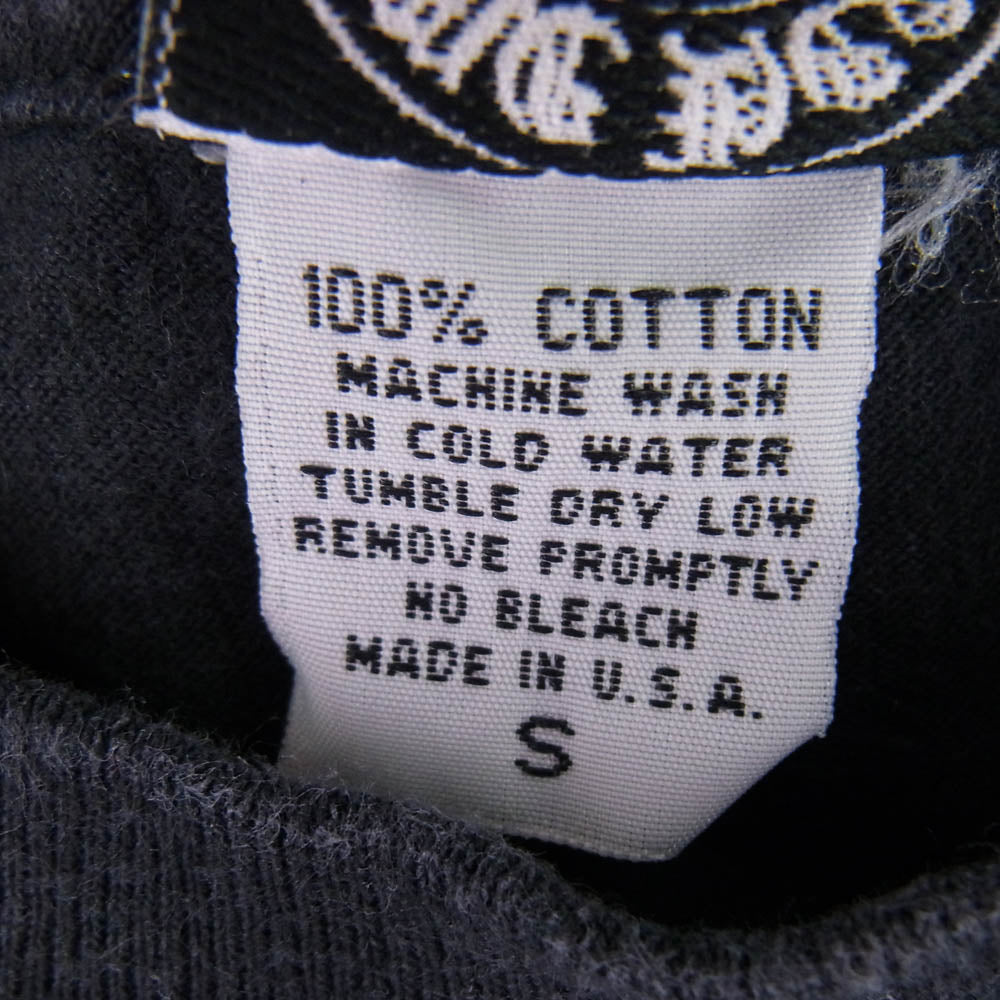 100% COTTON
MACHINE WASH
IN COLD WATER
TUMBLE DRY LOW
REMOVE PROMPTLY
NO BLEACH
MADE IN U.S.A.
S